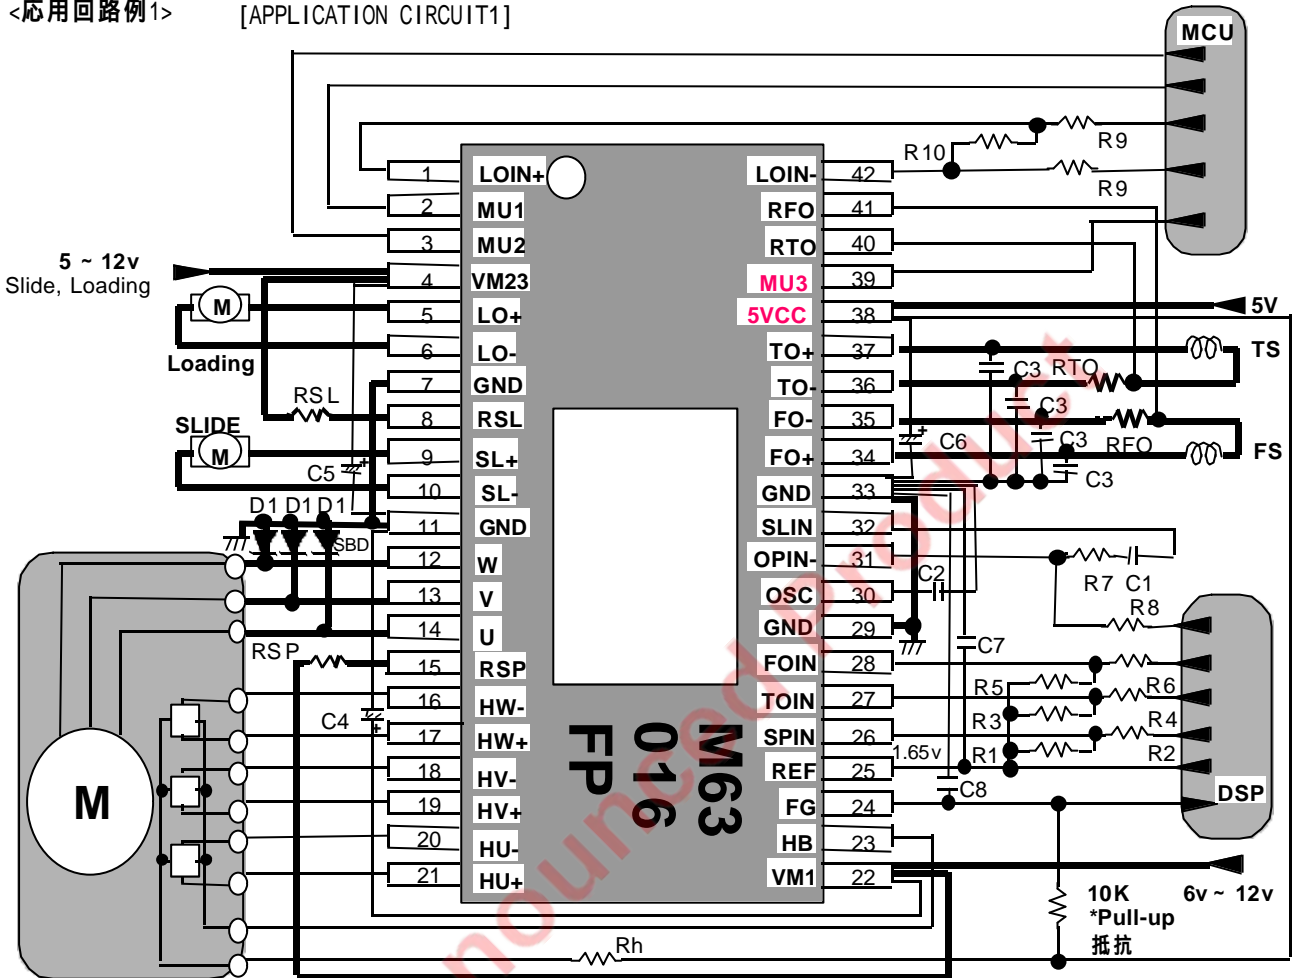 <応用回路例1> [APPLICATION CIRCUIT1]
MCU
R10
R9
R9
1 LOIN+
2 MU1
3 MU2
4 VM23
5 LO+
6 LO-
7 GND
8 RSL
9 SL+
10 SL-
11 GND
12 W
13 V
14 U
15 RSP
16 HW-
17 HW+
18 HV-
19 HV+
20 HU-
21 HU+
LOIN- 42
RFO 41
RTO 40
MU3 39
5VCC 38
TO+ 37
TO- 36
FO- 35
FO+ 34
GND 33
SLIN 32
OPIN- 31
OSC 30
GND 29
FOIN 28
TOIN 27
SPIN 26
REF 25
FG 24
HB 23
VM1 22
M63
016
FP
5 ~ 12v
Slide, Loading
M
Loading
RSL
SLIDE
M
C5
D1 D1 D1
SBD
RSP
C4
M
Rh
5V
TS
C3 RTO
C3
C3
RFO
C3
C6
FS
C2
R7 C1
R8
C7
R5
R6
R3
R4
R1
R2
1.65v
C8
DSP
6v ~ 12v
10K
*Pull-up
抵抗
nounced Product